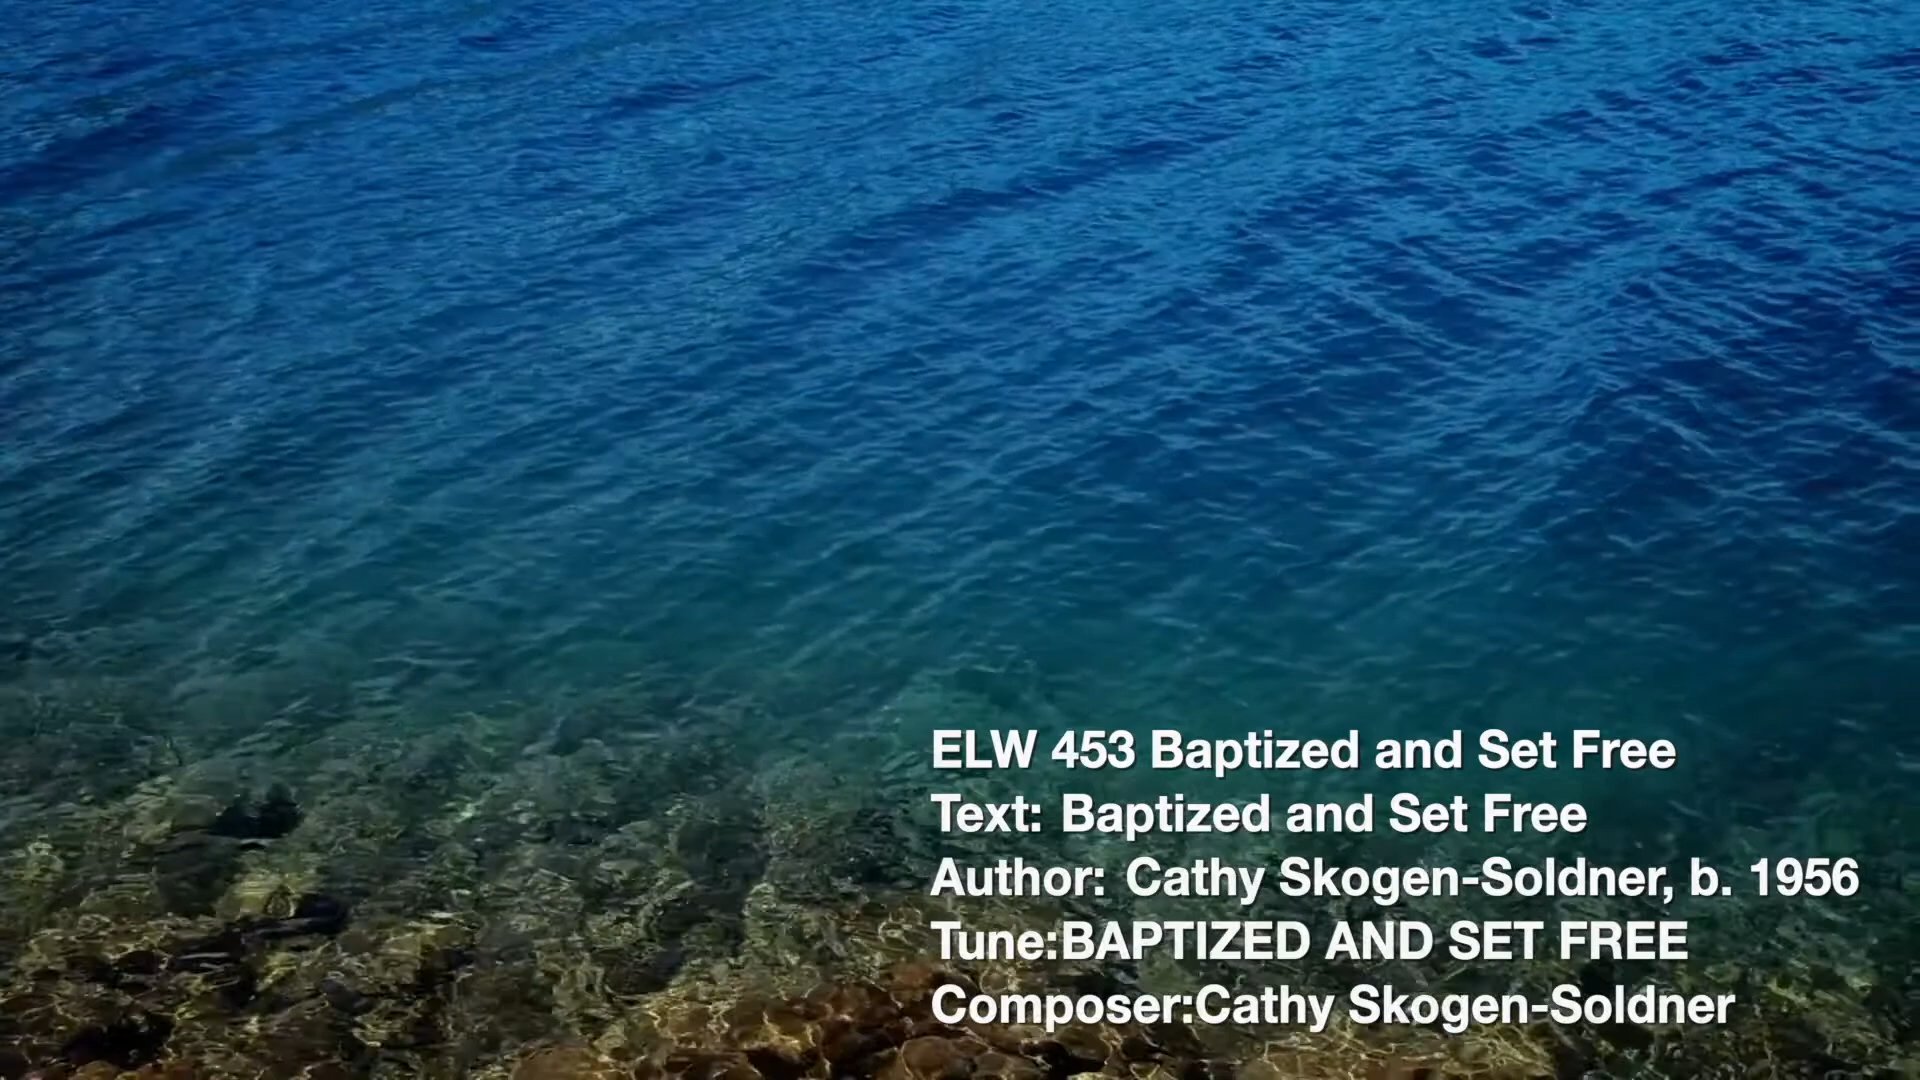 ELW 453 Baptized and Set Free
Text: Baptized and Set Free
Author: Cathy Skogen-Soldner, b. 1956
Tune:BAPTIZED AND SET FREE
Composer:Cathy Skogen-Soldner